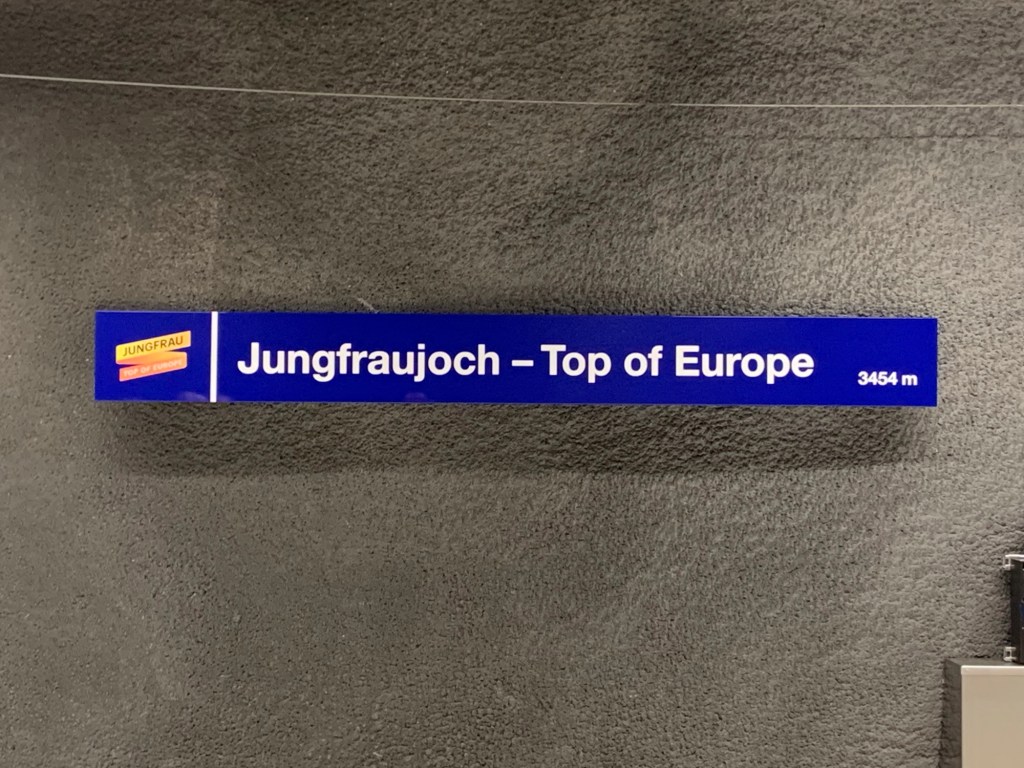 JUNGFRAU
TOP OF EUROPE
Jungfraujoch – Top of Europe
3454 m